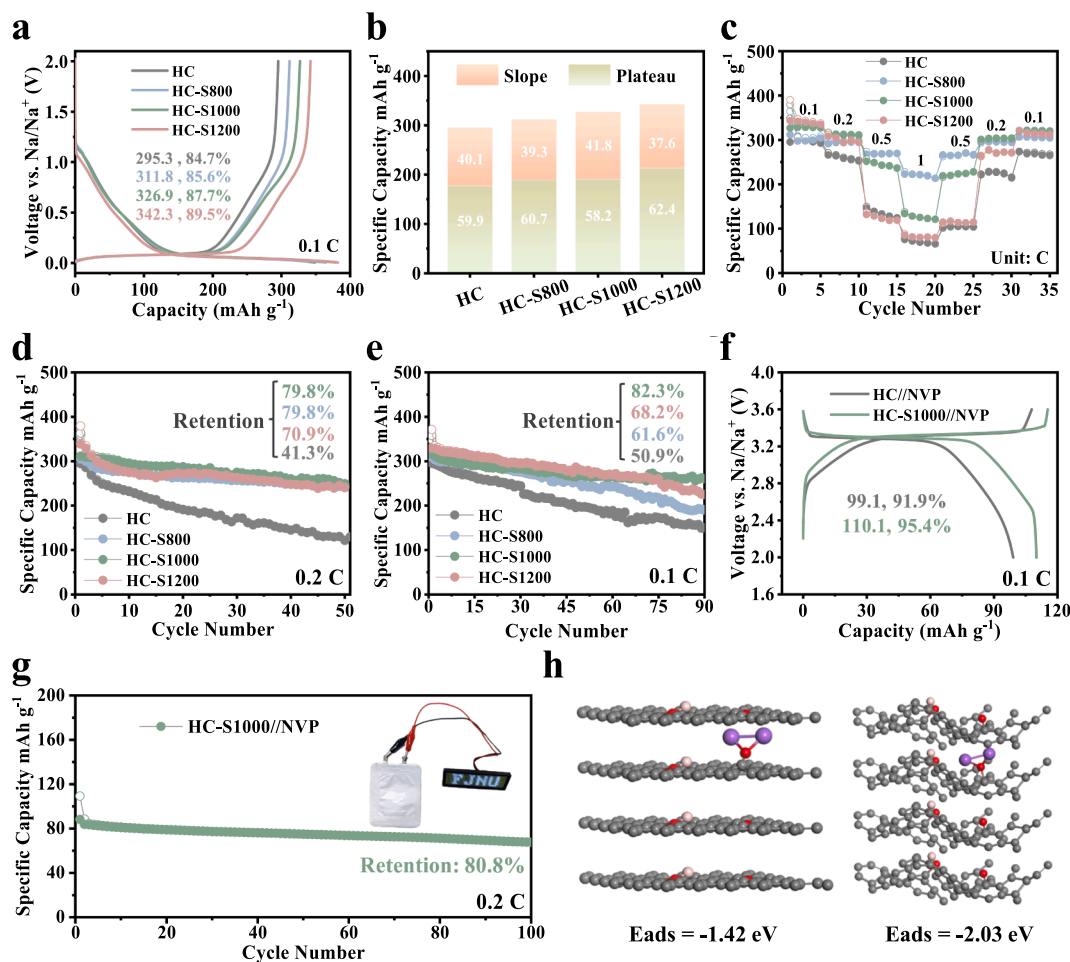 a
Voltage vs. Na/Na⁺ (V)
2.0
1.5
1.0
0.5
0.0
HC
HC-S800
HC-S1000
HC-S1200
295.3 , 84.7%
311.8 , 85.6%
326.9 , 87.7%
342.3 , 89.5%
0.1 C
0 100 200 300 400
Capacity (mAh g⁻¹)
b
Specific Capacity mAh g⁻¹
400
300
200
100
0
Slope
Plateau
40.1 39.3 41.8 37.6
59.9 60.7 58.2 62.4
HC HC-S800 HC-S1000 HC-S1200
c
Specific Capacity mAh g⁻¹
500
400
300
200
100
0
HC
HC-S800
HC-S1000
HC-S1200
0.1 0.2 0.5 1 0.5 0.2 0.1
Unit: C
0 5 10 15 20 25 30 35
Cycle Number
d
Specific Capacity mAh g⁻¹
500
400
300
200
100
0
Retention
79.8%
79.8%
70.9%
41.3%
HC
HC-S800
HC-S1000
HC-S1200
0.2 C
0 10 20 30 40 50
Cycle Number
e
Specific Capacity mAh g⁻¹
500
400
300
200
100
0
Retention
82.3%
68.2%
61.6%
50.9%
HC
HC-S800
HC-S1000
HC-S1200
0.1 C
0 15 30 45 60 75 90
Cycle Number
f
Voltage vs. Na/Na⁺ (V)
4.0
3.6
3.2
2.8
2.4
2.0
1.6
HC//NVP
HC-S1000//NVP
99.1, 91.9%
110.1, 95.4%
0.1 C
0 30 60 90 120
Capacity (mAh g⁻¹)
g
Specific Capacity mAh g⁻¹
200
160
120
80
40
0
HC-S1000//NVP
FJNU
Retention: 80.8%
0.2 C
0 20 40 60 80 100
Cycle Number
h
Eads = -1.42 eV
Eads = -2.03 eV